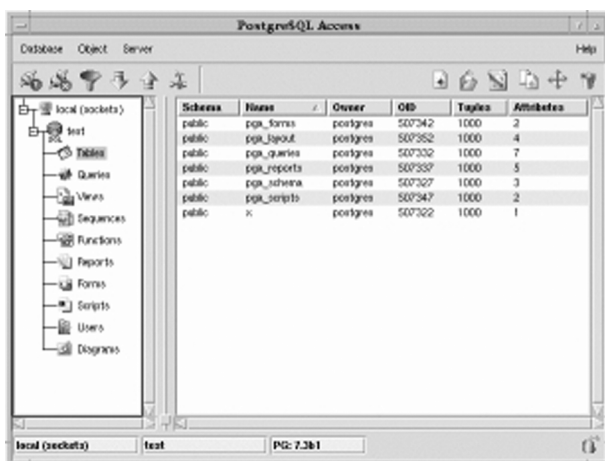 PostgreSQL Access
Database Object Server Help
local (sockets)
test
Tables
Queries
Views
Sequences
Functions
Reports
Forms
Scripts
Users
Diagrams
Schema Name Owner OID Tuples Attributes
public pga_forms postgres 507342 1000 2
public pga_layout postgres 507352 1000 4
public pga_queries postgres 507332 1000 7
public pga_reports postgres 507337 1000 5
public pga_schema postgres 507327 1000 3
public pga_scripts postgres 507347 1000 2
public x postgres 507322 1000 1
local (sockets) test PG: 7.3b1